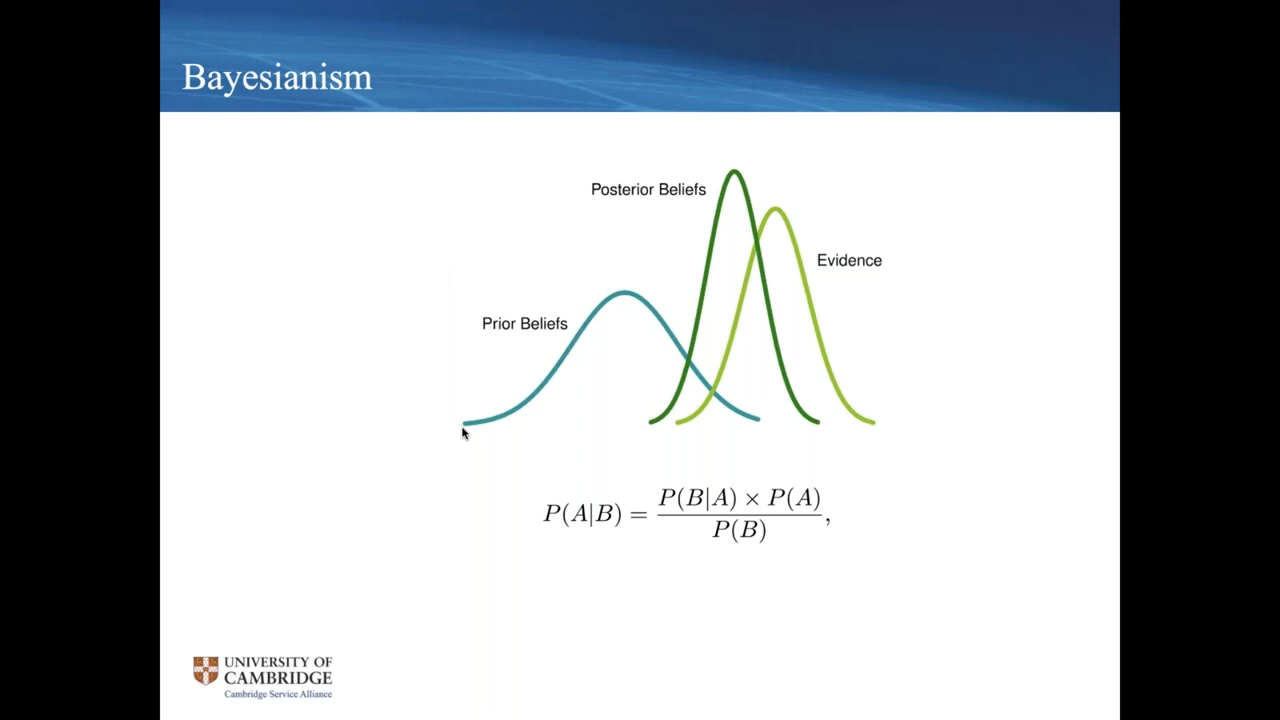 Bayesianism
Posterior Beliefs
Evidence
Prior Beliefs
P(A|B) = P(B|A) × P(A) / P(B),
UNIVERSITY OF
CAMBRIDGE
Cambridge Service Alliance